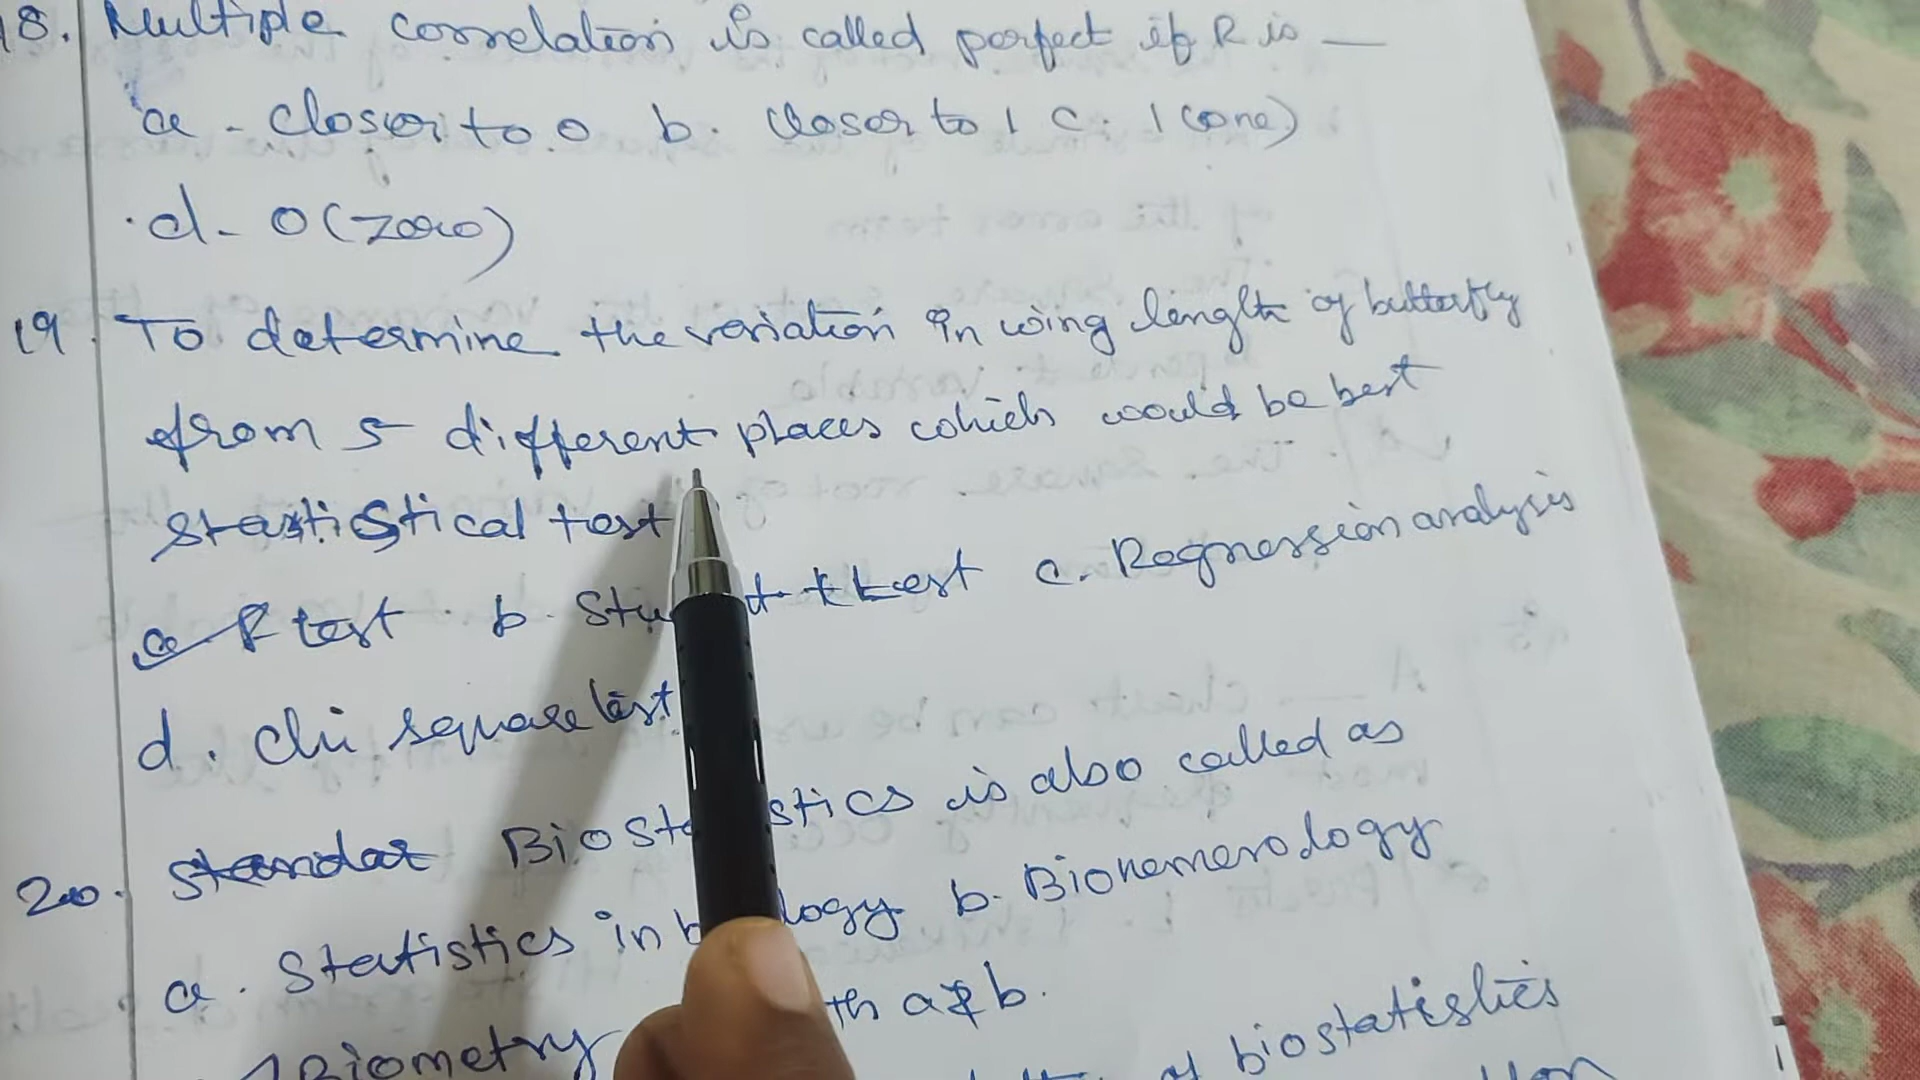 18. Multiple correlation is called perfect if R is —
a - closer to 0 b. closer to 1 c. 1 (one)
d - 0 (zero)
19. To determine the variation in wing length of butterfly
from 5 different places which would be best
statistical test
a F test b. Stu t test c. Regression analysis
d. chi square test
20. Biost stics is also called as
a. Statistics in b logy b.
Biometry th a & b.
of biostatistics